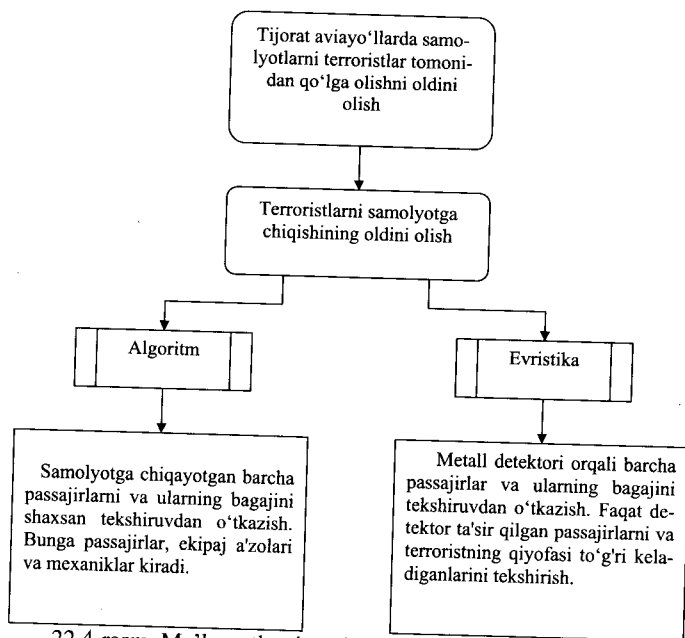 Tijorat aviayo‘llarda samo-
lyotlarni terroristlar tomoni-
dan qo‘lga olishni oldini
olish
Terroristlarni samolyotga
chiqishining oldini olish
Algoritm
Evristika
Samolyotga chiqayotgan barcha
passajirlarni va ularning bagajini
shaxsan tekshiruvdan o‘tkazish.
Bunga passajirlar, ekipaj a'zolari
va mexaniklar kiradi.
Metall detektori orqali barcha
passajirlar va ularning bagajini
tekshiruvdan o‘tkazish. Faqat de-
tektor ta'sir qilgan passajirlarni va
terroristning qiyofasi to‘g'ri kela-
diganlarini tekshirish.
22.4-rasm.